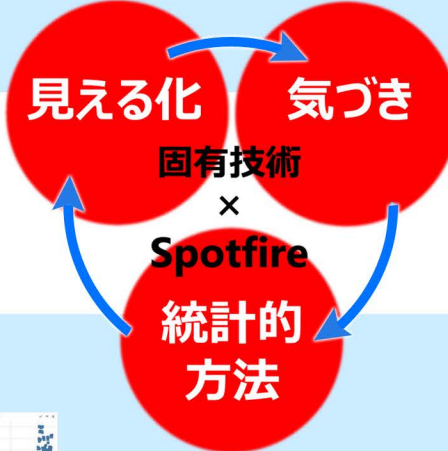 見える化
気づき
固有技術
×
Spotfire
統計的
方法